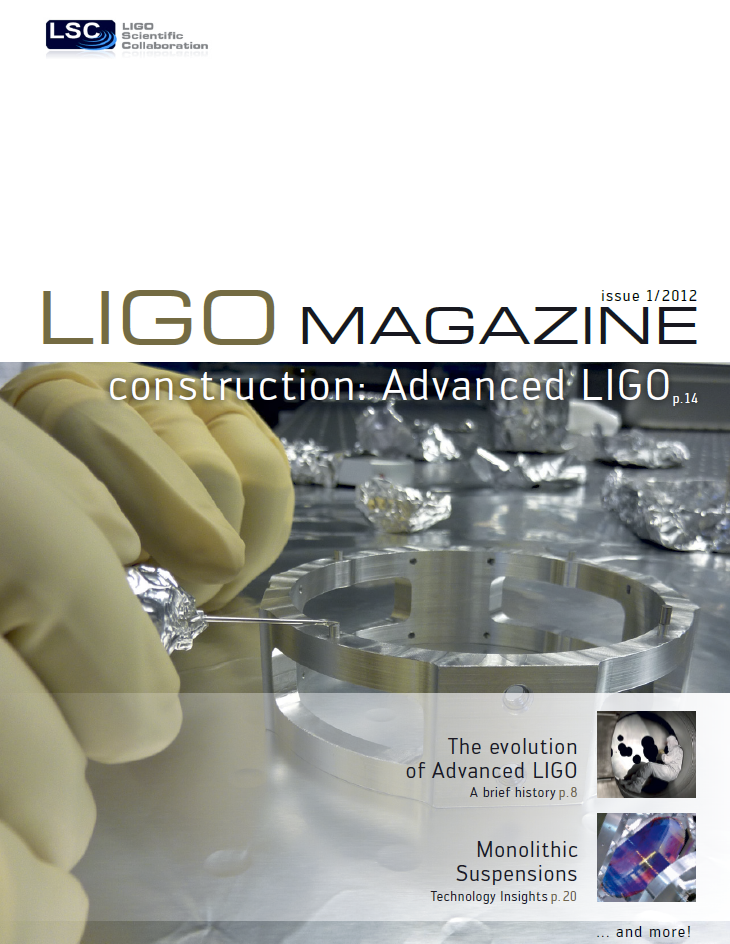 LSC LIGO
Scientific
Collaboration
issue 1/2012
LIGO MAGAZINE
construction: Advanced LIGO p.14
The evolution
of Advanced LIGO
A brief history p.8
Monolithic
Suspensions
Technology Insights p.20
... and more!